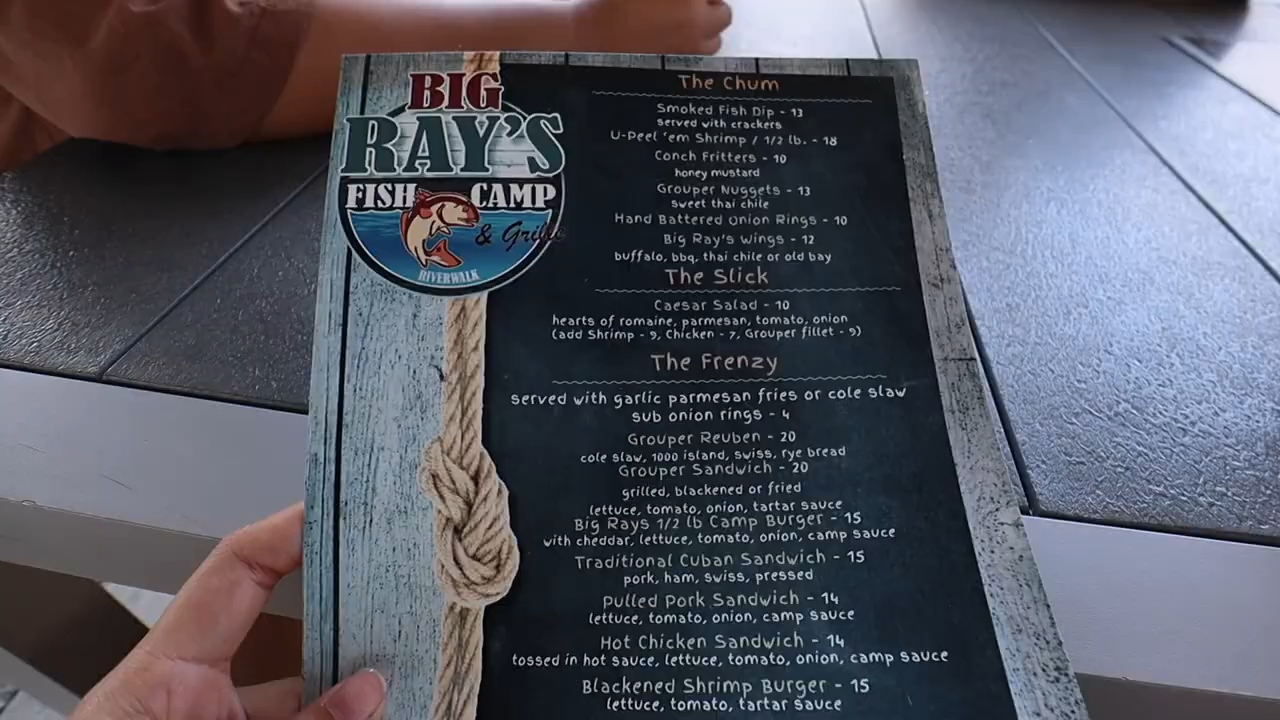 BIG
RAY'S
FISH CAMP
& Grille
RIVERWALK
The Chum
Smoked Fish Dip - 13
served with crackers
U-Peel 'em Shrimp / 1/2 lb. - 18
Conch Fritters - 10
honey mustard
Grouper Nuggets - 13
sweet thai chile
Hand Battered Onion Rings - 10
Big Ray's Wings - 12
buffalo, bbq, thai chile or old bay
The Slick
Caesar Salad - 10
hearts of romaine, parmesan, tomato, onion
(add Shrimp - 9, Chicken - 7, Grouper fillet - 9)
The Frenzy
served with garlic parmesan fries or cole slaw
sub onion rings - 4
Grouper Reuben - 20
cole slaw, 1000 island, swiss, rye bread
Grouper Sandwich - 20
grilled, blackened or fried
lettuce, tomato, onion, tartar sauce
Big Rays 1/2 lb Camp Burger - 15
with cheddar, lettuce, tomato, onion, camp sauce
Traditional Cuban Sandwich - 15
pork, ham, swiss, pressed
Pulled Pork Sandwich - 14
lettuce, tomato, onion, camp sauce
Hot Chicken Sandwich - 14
tossed in hot sauce, lettuce, tomato, onion, camp sauce
Blackened Shrimp Burger - 15
lettuce, tomato, tartar sauce